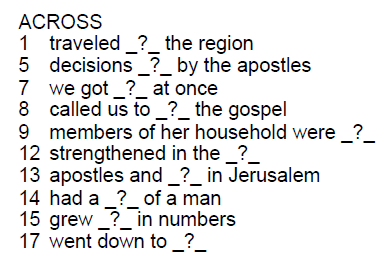 ACROSS
1 traveled _?_ the region
5 decisions _?_ by the apostles
7 we got _?_ at once
8 called us to _?_ the gospel
9 members of her household were _?_
12 strengthened in the _?_
13 apostles and _?_ in Jerusalem
14 had a _?_ of a man
15 grew _?_ in numbers
17 went down to _?_